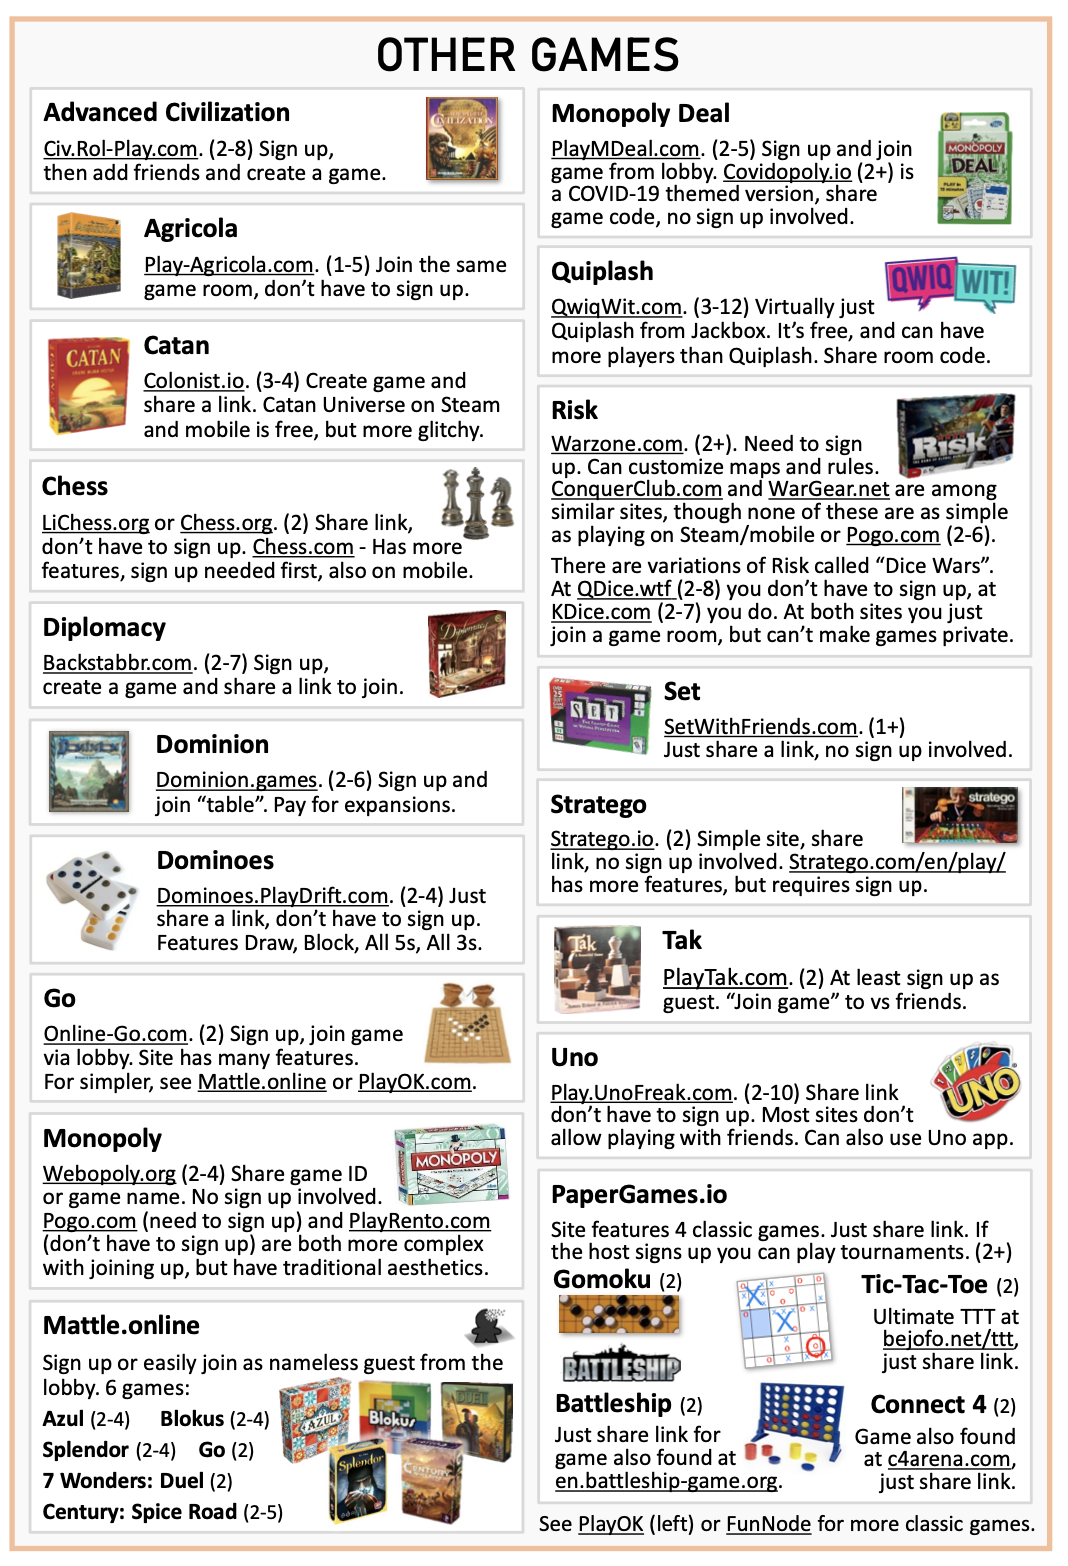 OTHER GAMES
Advanced Civilization
Civ.Rol-Play.com. (2-8) Sign up,
then add friends and create a game.
CIVILIZATION
Agricola
Play-Agricola.com. (1-5) Join the same
game room, don’t have to sign up.
CATAN
Catan
Colonist.io. (3-4) Create game and
share a link. Catan Universe on Steam
and mobile is free, but more glitchy.
Chess
LiChess.org or Chess.org. (2) Share link,
don’t have to sign up. Chess.com - Has more
features, sign up needed first, also on mobile.
Diplomacy
Backstabbr.com. (2-7) Sign up,
create a game and share a link to join.
Diplomacy
DOMINION
Dominion
Dominion.games. (2-6) Sign up and
join “table”. Pay for expansions.
Dominoes
Dominoes.PlayDrift.com. (2-4) Just
share a link, don’t have to sign up.
Features Draw, Block, All 5s, All 3s.
Go
Online-Go.com. (2) Sign up, join game
via lobby. Site has many features.
For simpler, see Mattle.online or PlayOK.com.
Monopoly
Webopoly.org (2-4) Share game ID
or game name. No sign up involved.
Pogo.com (need to sign up) and PlayRento.com
(don’t have to sign up) are both more complex
with joining up, but have traditional aesthetics.
MONOPOLY
Mattle.online
Sign up or easily join as nameless guest from the
lobby. 6 games:
Azul (2-4) Blokus (2-4)
Splendor (2-4) Go (2)
7 Wonders: Duel (2)
Century: Spice Road (2-5)
AZUL
Blokus
DUEL
Splendor
CENTURY
Monopoly Deal
PlayMDeal.com. (2-5) Sign up and join
game from lobby. Covidopoly.io (2+) is
a COVID-19 themed version, share
game code, no sign up involved.
MONOPOLY
DEAL
Quiplash
QwiqWit.com. (3-12) Virtually just
Quiplash from Jackbox. It’s free, and can have
more players than Quiplash. Share room code.
QWIQ WIT!
Risk
Warzone.com. (2+). Need to sign
up. Can customize maps and rules.
ConquerClub.com and WarGear.net are among
similar sites, though none of these are as simple
as playing on Steam/mobile or Pogo.com (2-6).
There are variations of Risk called “Dice Wars”.
At QDice.wtf (2-8) you don’t have to sign up, at
KDice.com (2-7) you do. At both sites you just
join a game room, but can’t make games private.
Risk
SET
Set
SetWithFriends.com. (1+)
Just share a link, no sign up involved.
Stratego
Stratego.io. (2) Simple site, share
link, no sign up involved. Stratego.com/en/play/
has more features, but requires sign up.
stratego
Tak
Tak
PlayTak.com. (2) At least sign up as
guest. “Join game” to vs friends.
Uno
Play.UnoFreak.com. (2-10) Share link
don’t have to sign up. Most sites don’t
allow playing with friends. Can also use Uno app.
UNO
PaperGames.io
Site features 4 classic games. Just share link. If
the host signs up you can play tournaments. (2+)
Gomoku (2)
Tic-Tac-Toe (2)
Ultimate TTT at
bejofo.net/ttt,
just share link.
BATTLESHIP
Battleship (2)
Just share link for
game also found at
en.battleship-game.org.
Connect 4 (2)
Game also found
at c4arena.com,
just share link.
See PlayOK (left) or FunNode for more classic games.